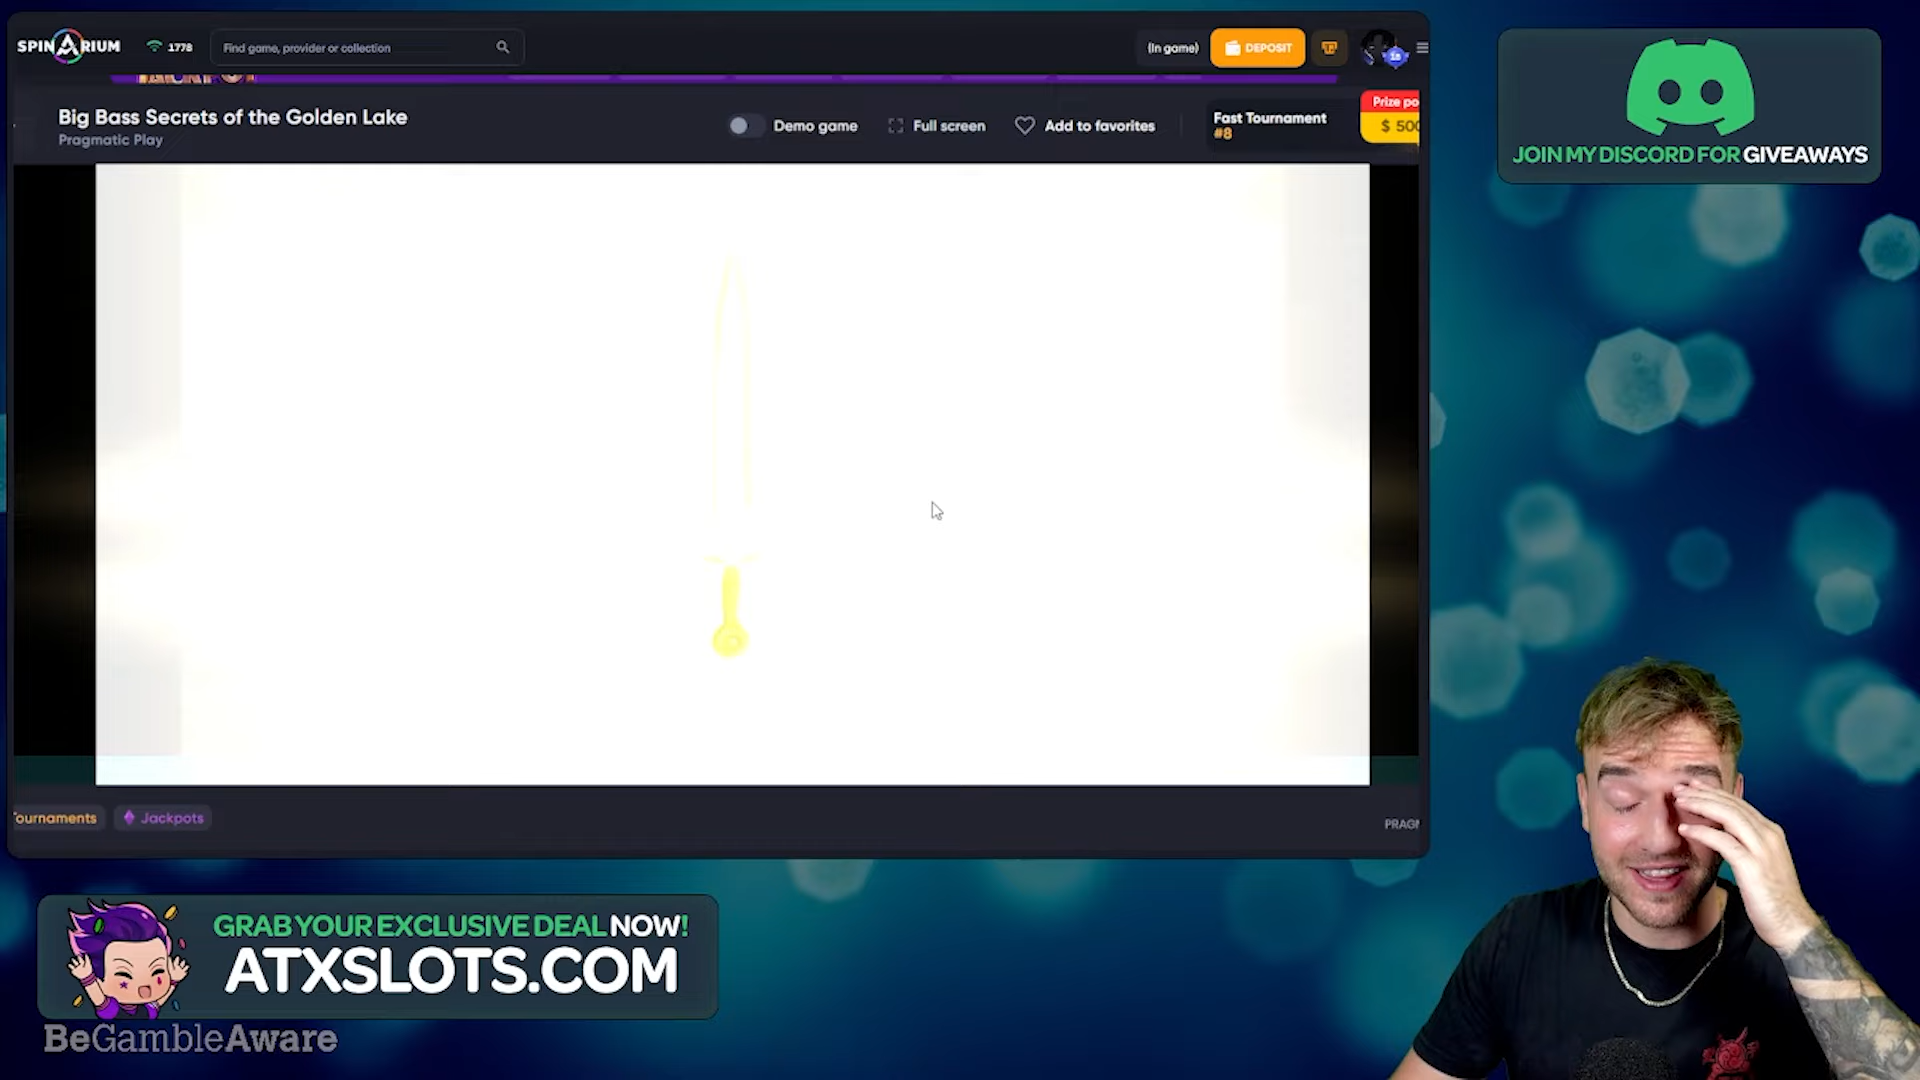 SPINARIUM
1778
Find game, provider or collection
(In game)
DEPOSIT
Big Bass Secrets of the Golden Lake
Pragmatic Play
Demo game
Full screen
Add to favorites
Fast Tournament
#8
Prize po
$ 500
JOIN MY DISCORD FOR GIVEAWAYS
Tournaments
Jackpots
PRAGM
GRAB YOUR EXCLUSIVE DEAL NOW!
ATXSLOTS.COM
BeGambleAware